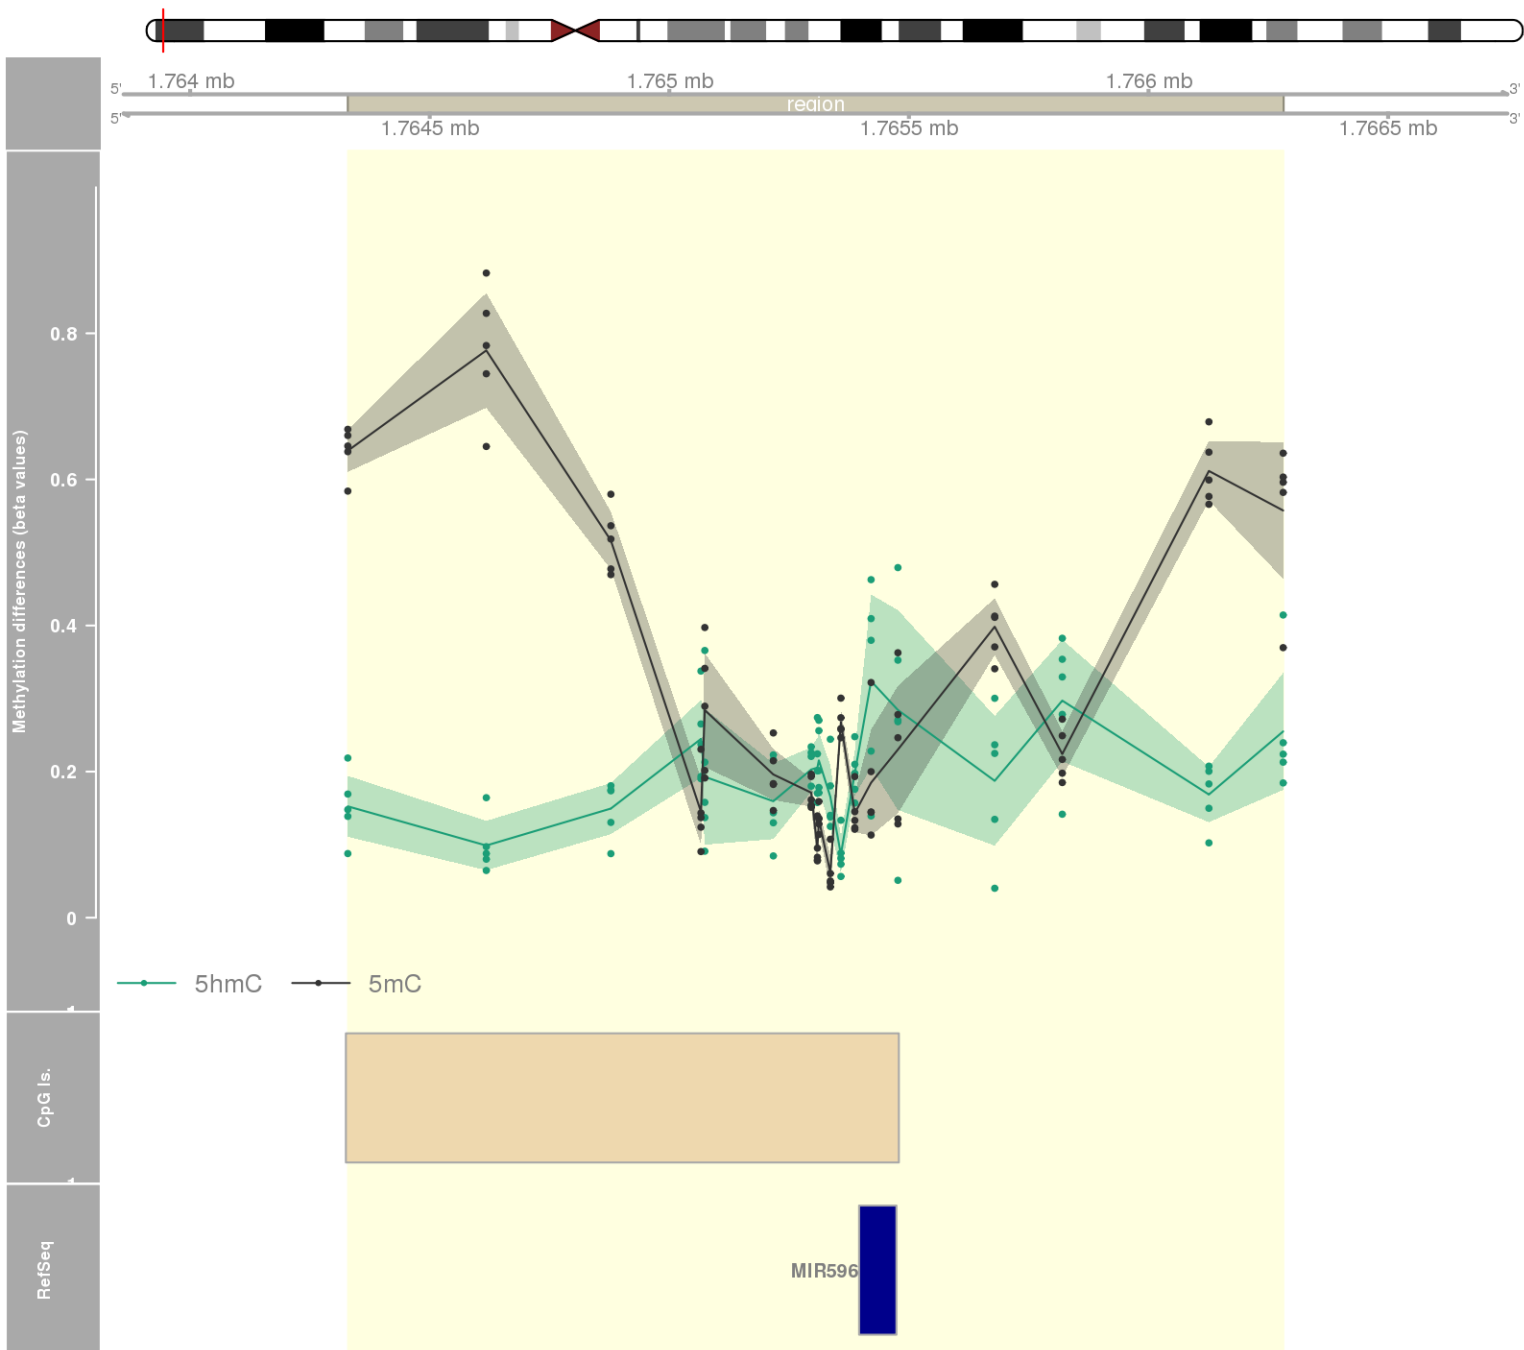 1.764 mb 1.765 mb 1.766 mb
5' 3'
region
5' 3'
1.7645 mb 1.7655 mb 1.7665 mb
Methylation differences (beta values)
0.8
0.6
0.4
0.2
0
5hmC 5mC
CpG Is.
RefSeq
MIR596